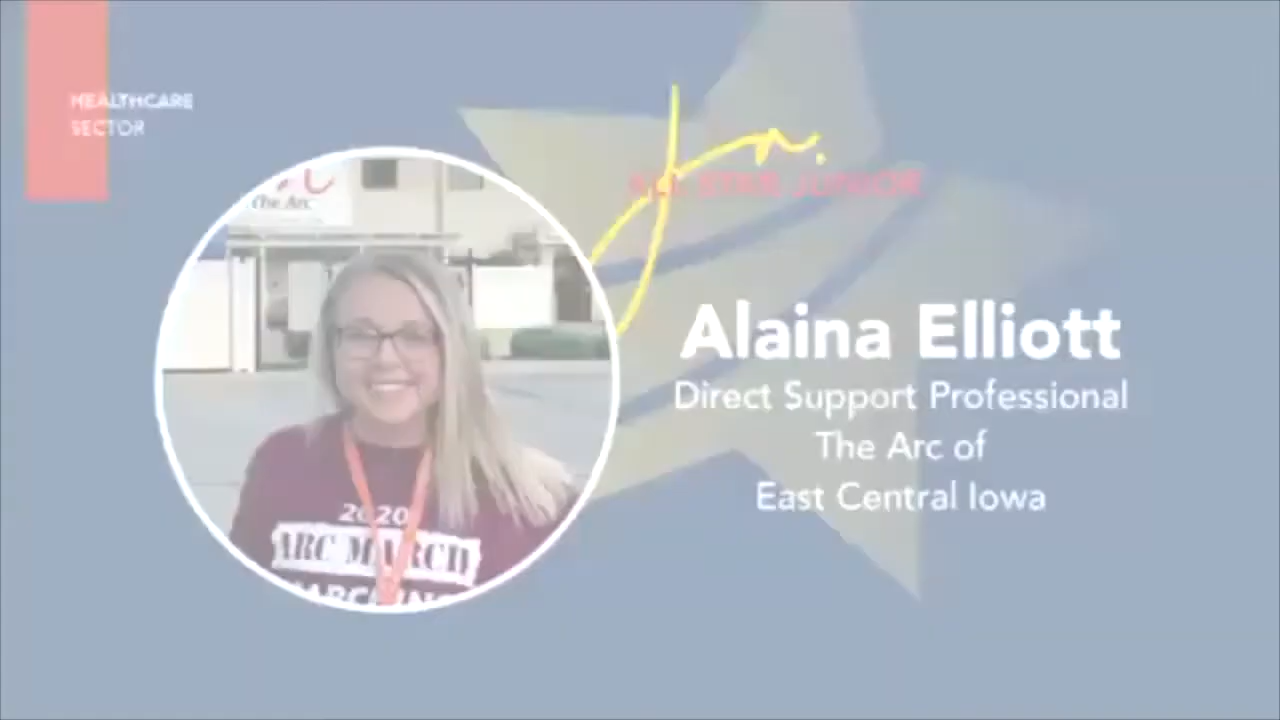 HEALTHCARE
SECTOR
Jr.
ALL STAR JUNIOR
The Arc
Alaina Elliott
Direct Support Professional
The Arc of
East Central Iowa
2020
ARC MARCH